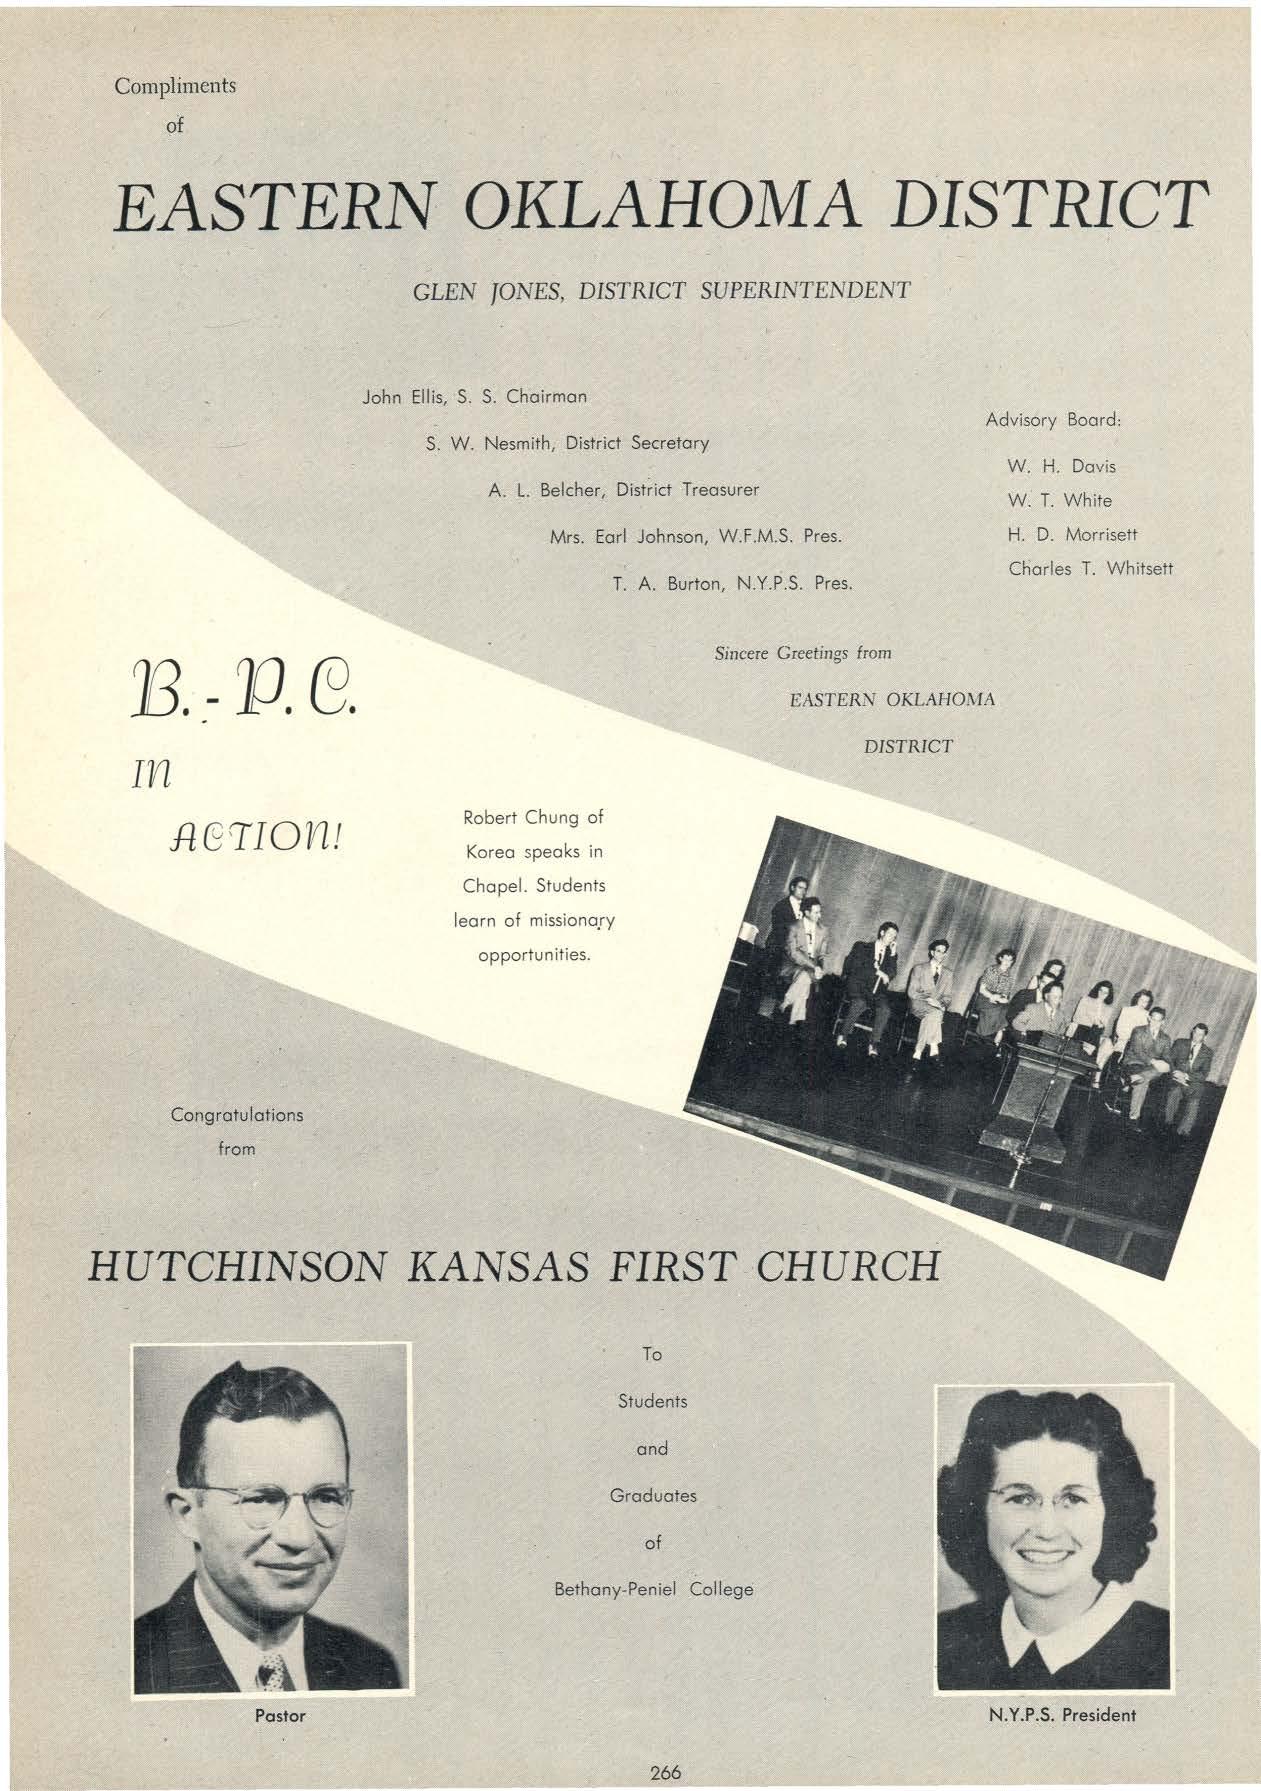 Compliments
of
EASTERN OKLAHOMA DISTRICT
GLEN JONES, DISTRICT SUPERINTENDENT
John Ellis, S. S. Chairman
S. W. Nesmith, District Secretary
A. L. Belcher, District Treasurer
Mrs. Earl Johnson, W.F.M.S. Pres.
T. A. Burton, N.Y.P.S. Pres.
Advisory Board:
W. H. Davis
W. T. White
H. D. Morrisett
Charles T. Whitsett
Sincere Greetings from
EASTERN OKLAHOMA
DISTRICT
B.-P.C.
IN
ACTION!
Robert Chung of
Korea speaks in
Chapel. Students
learn of missionary
opportunities.
Congratulations
from
HUTCHINSON KANSAS FIRST CHURCH
To
Students
and
Graduates
of
Bethany-Peniel College
Pastor
N.Y.P.S. President
266